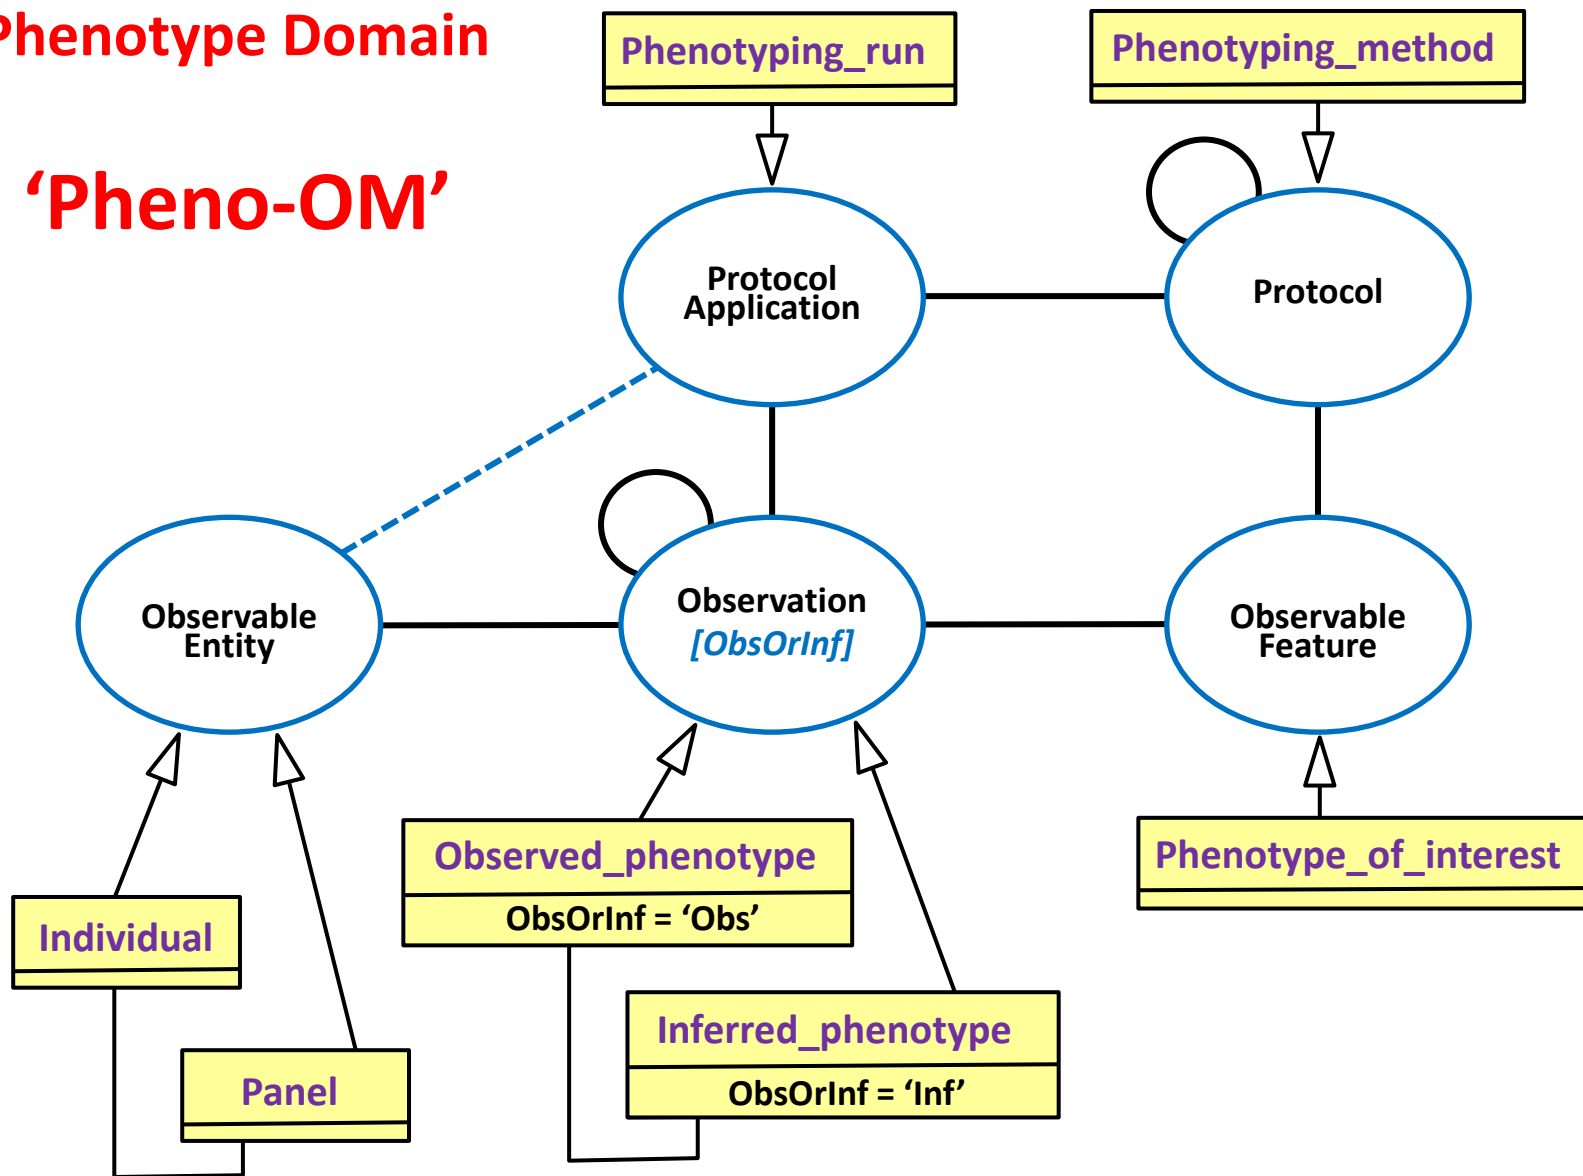 Phenotype Domain
‘Pheno-OM’
Phenotyping_run
Phenotyping_method
Protocol
Application
Protocol
Observable
Entity
Observation
[ObsOrInf]
Observable
Feature
Observed_phenotype
ObsOrInf = ‘Obs’
Phenotype_of_interest
Individual
Inferred_phenotype
ObsOrInf = ‘Inf’
Panel